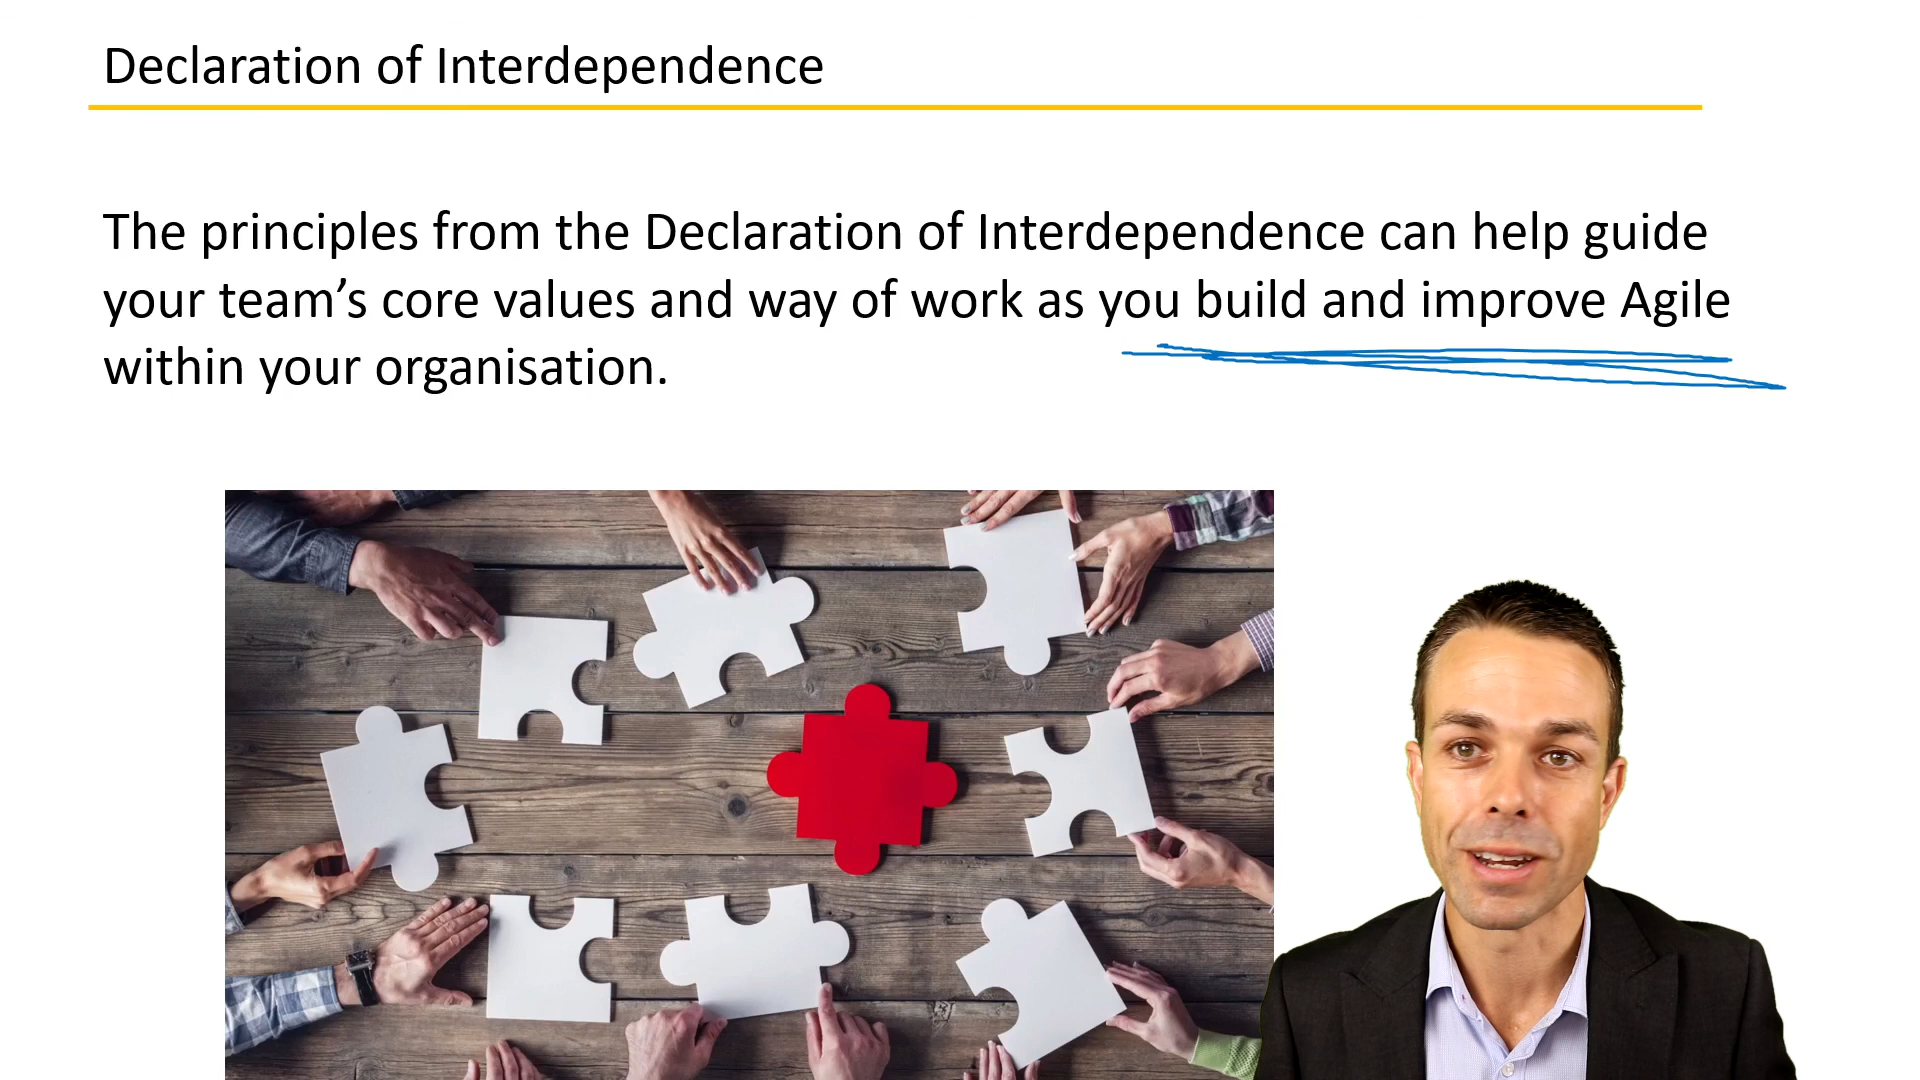 Declaration of Interdependence
The principles from the Declaration of Interdependence can help guide
your team’s core values and way of work as you build and improve Agile
within your organisation.